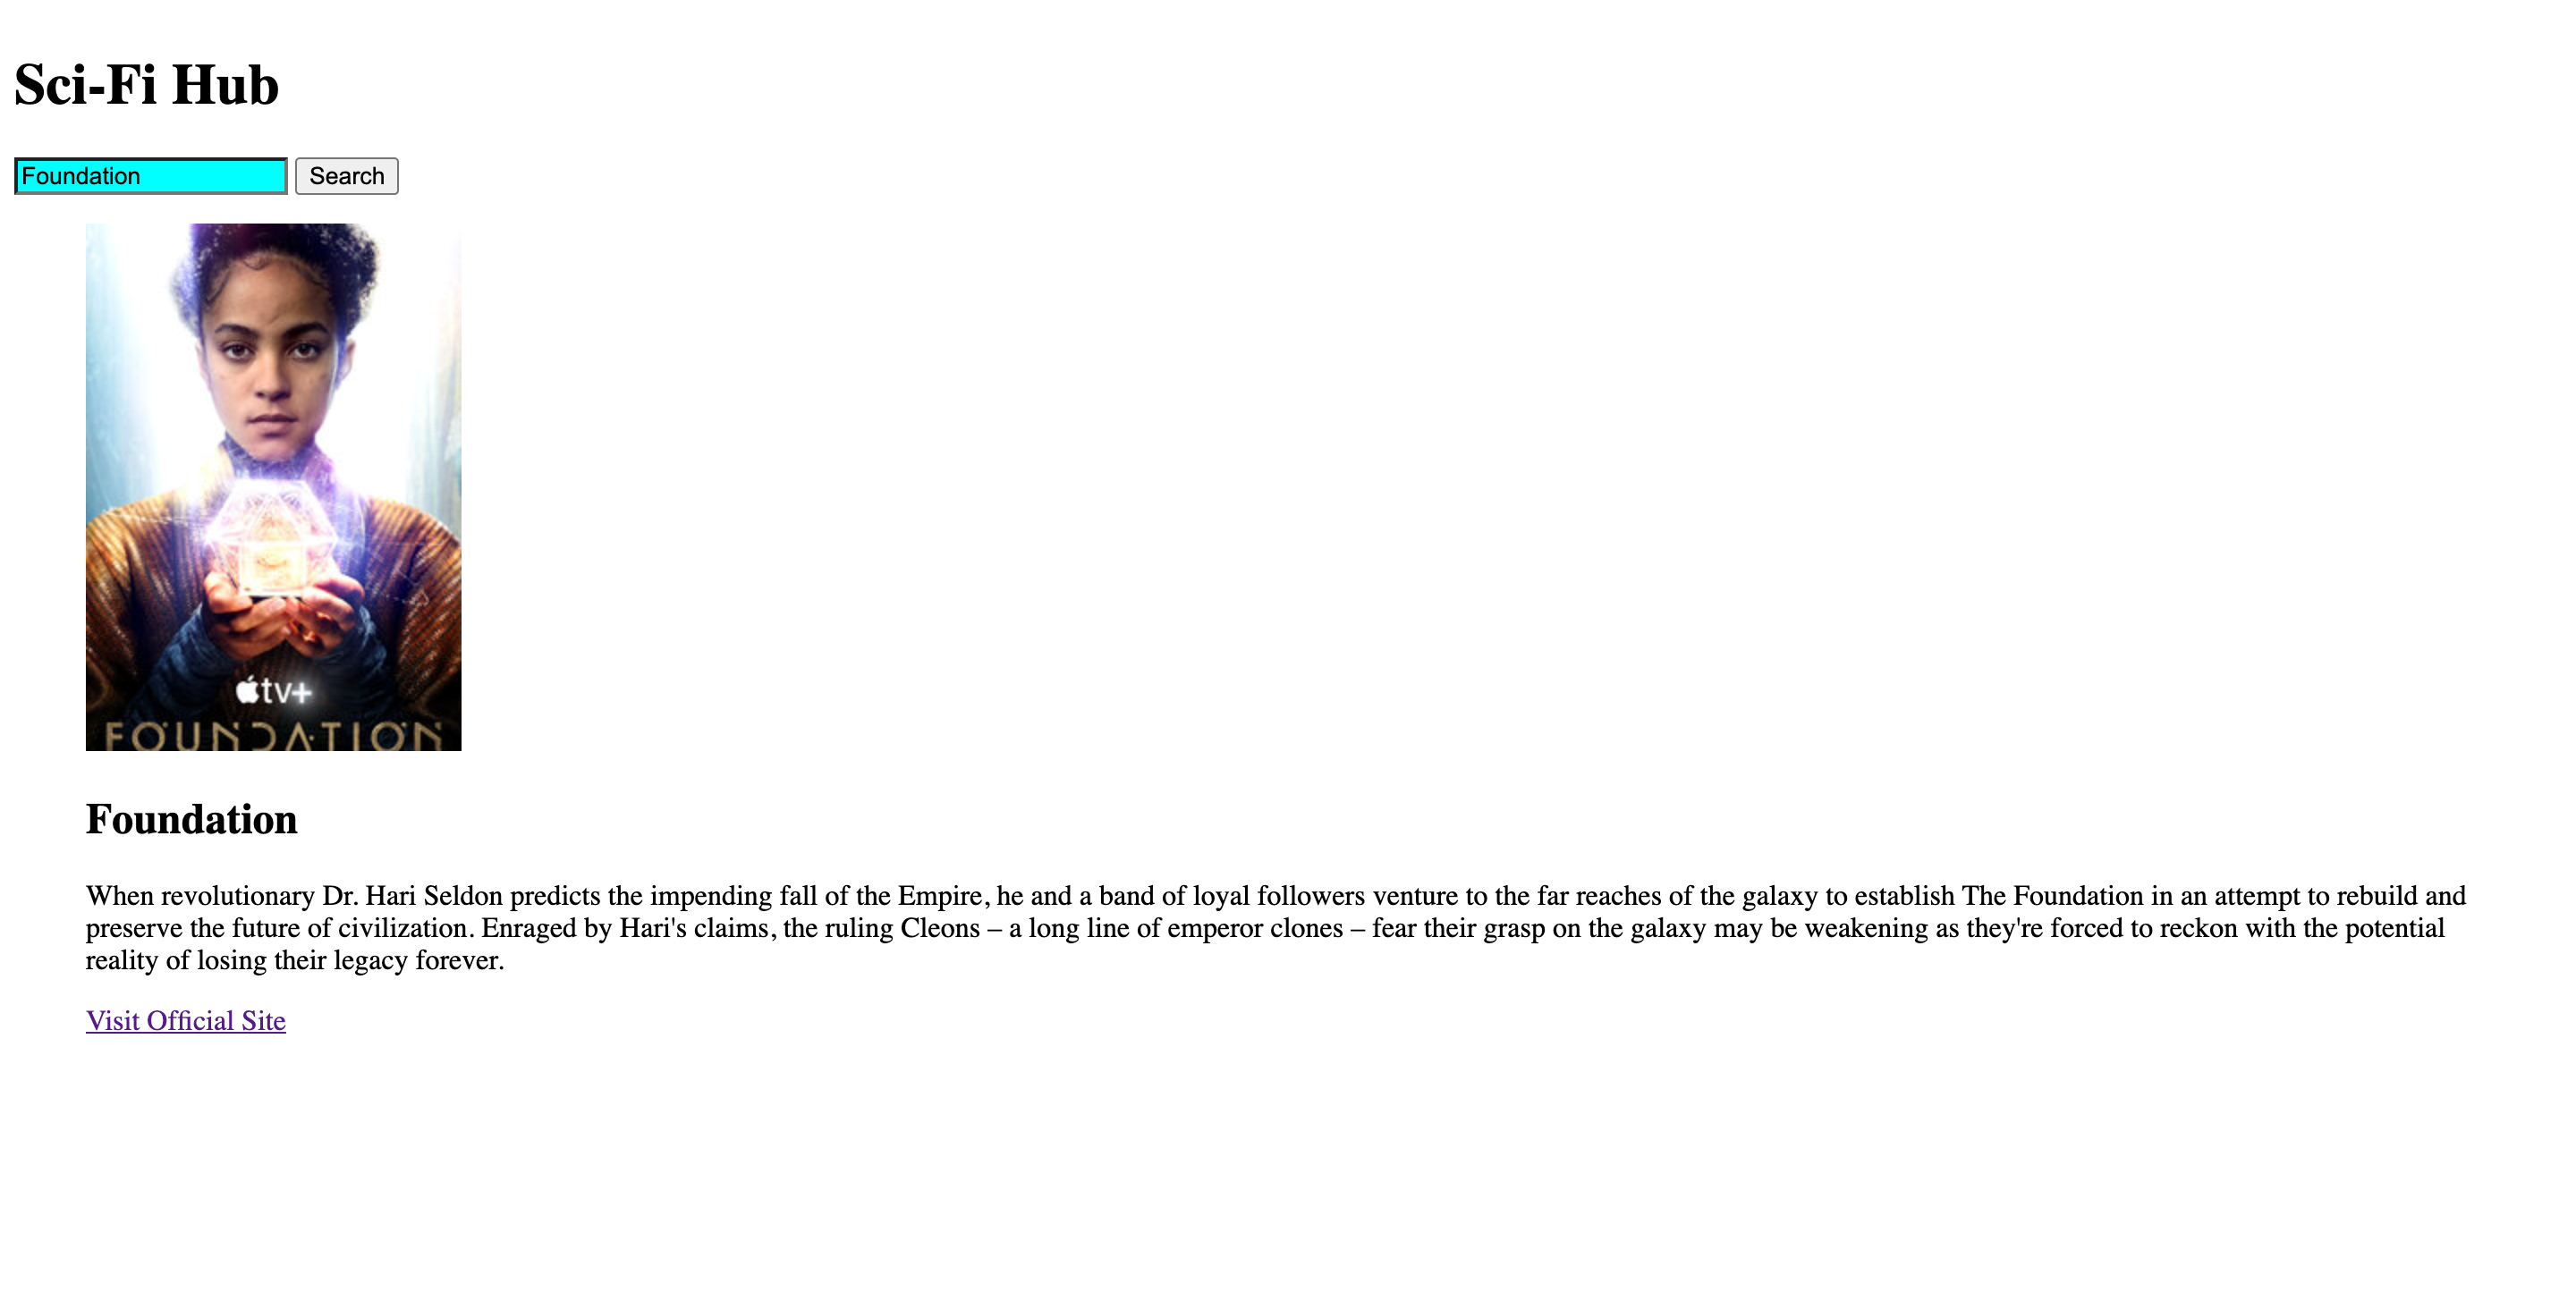 Sci-Fi Hub
Foundation
Search
tv+
FOUNDATION
Foundation
When revolutionary Dr. Hari Seldon predicts the impending fall of the Empire, he and a band of loyal followers venture to the far reaches of the galaxy to establish The Foundation in an attempt to rebuild and
preserve the future of civilization. Enraged by Hari's claims, the ruling Cleons – a long line of emperor clones – fear their grasp on the galaxy may be weakening as they're forced to reckon with the potential
reality of losing their legacy forever.
Visit Official Site